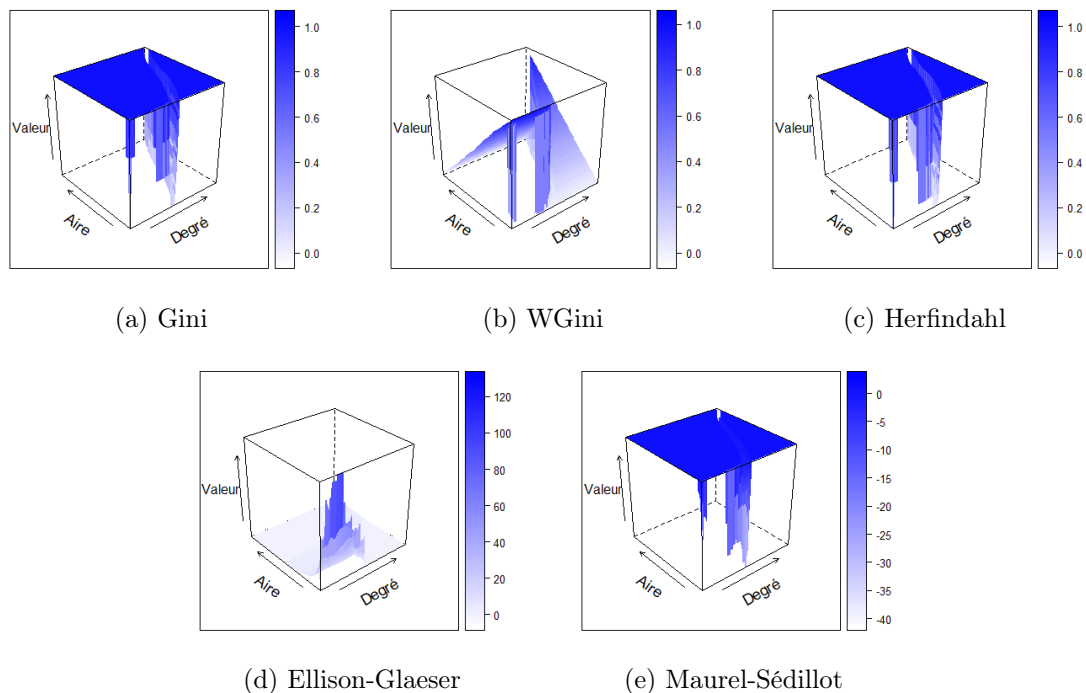 1.0
0.8
0.6
0.4
0.2
0.0
Valeur
Aire
Degré
(a) Gini
1.0
0.8
0.6
0.4
0.2
0.0
Valeur
Aire
Degré
(b) WGini
1.0
0.8
0.6
0.4
0.2
0.0
Valeur
Aire
Degré
(c) Herfindahl
120
100
80
60
40
20
0
Valeur
Aire
Degré
(d) Ellison-Glaeser
0
-5
-10
-15
-20
-25
-30
-35
-40
Valeur
Aire
Degré
(e) Maurel-Sédillot